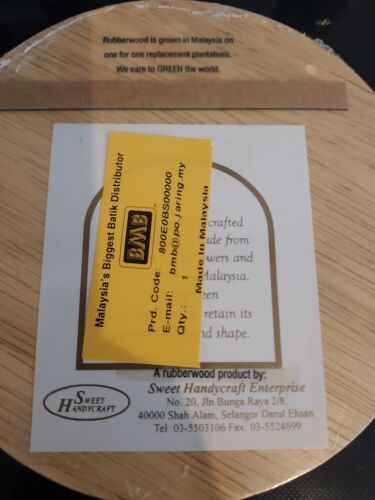 Rubberwood is grown in Malaysia on
one for one replacement plantations.
We care to GREEN the world.
Malaysia's Biggest Batik Distributor
BMB
Prd. Code: 800E0BS00000
E-mail: bmb@po.jaring.my
Qty.: 1
Made in Malaysia
crafted
de from
wers and
Malaysia.
een
retain its
nd shape.
A rubberwood product by:
Sweet Handycraft Enterprise
No. 20, Jln Bunga Raya 2/8,
40000 Shah Alam, Selangor Darul Ehsan
Tel: 03-5503106 Fax. 03-5524699
SWEET
HANDYCRAFT